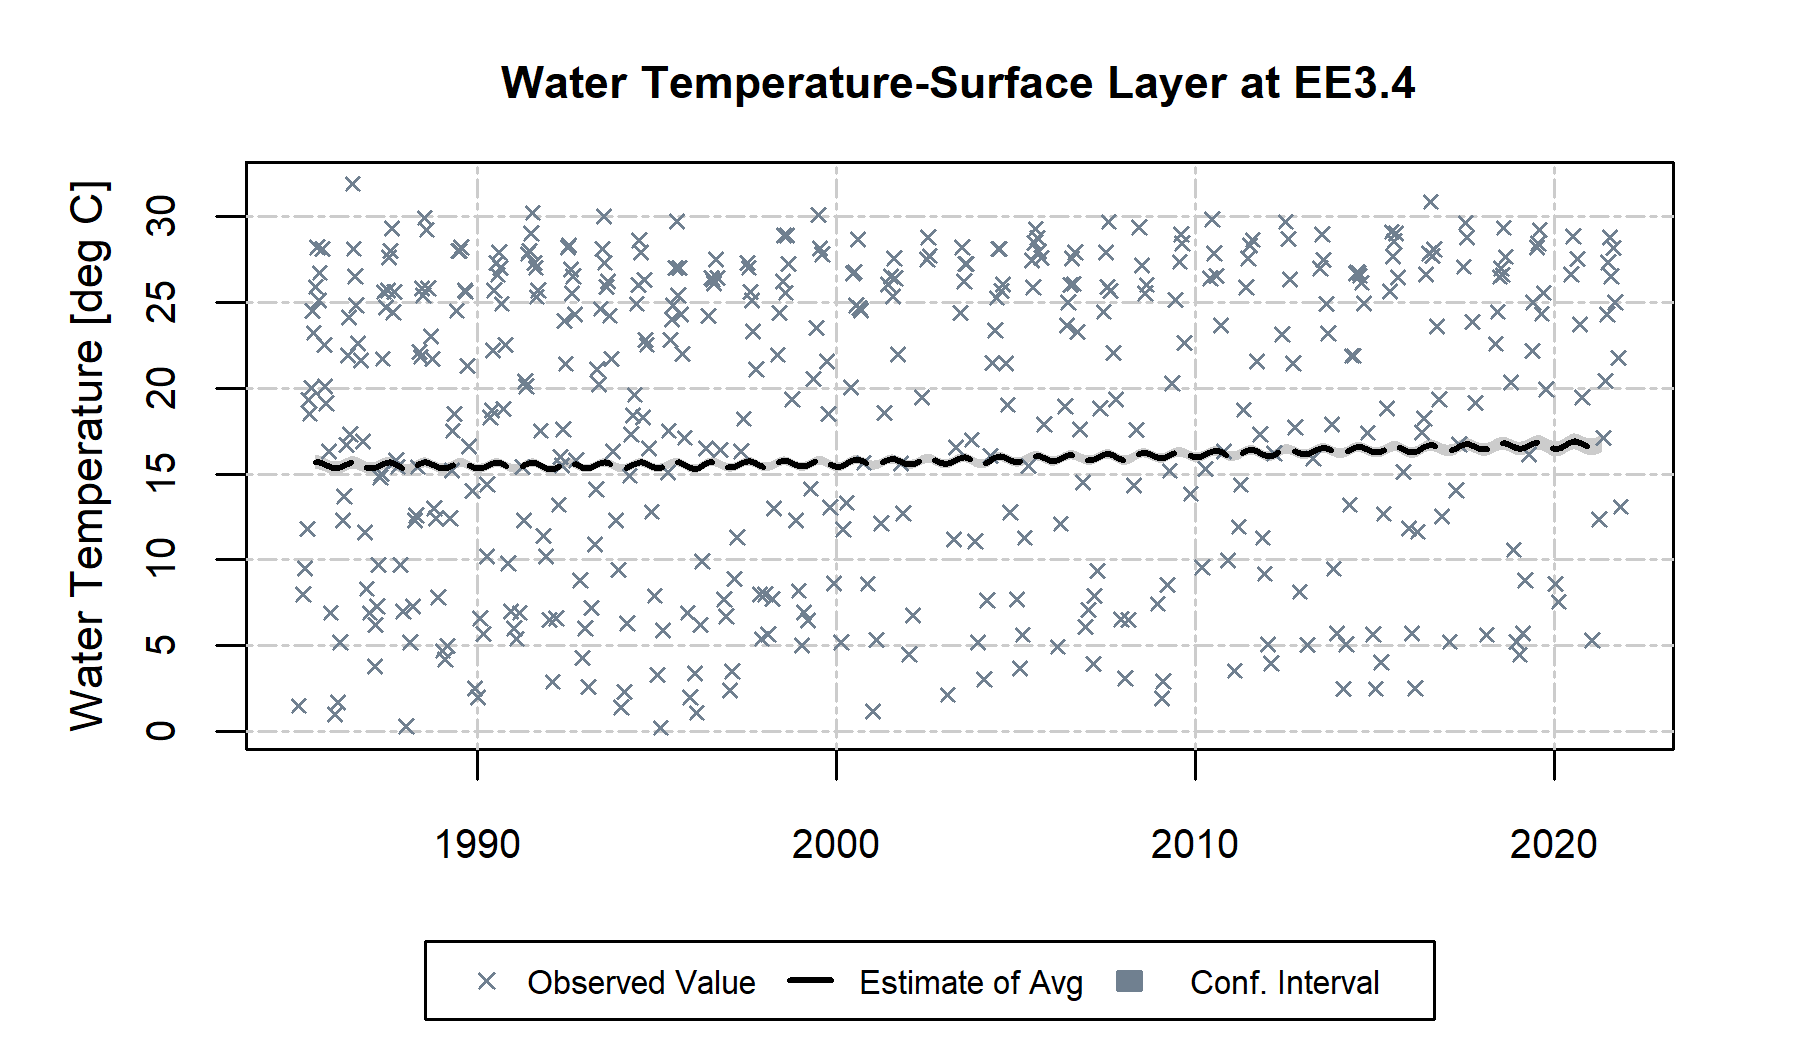 Water Temperature-Surface Layer at EE3.4
Water Temperature [deg C]
30
25
20
15
10
5
0
1990 2000 2010 2020
Observed Value Estimate of Avg Conf. Interval